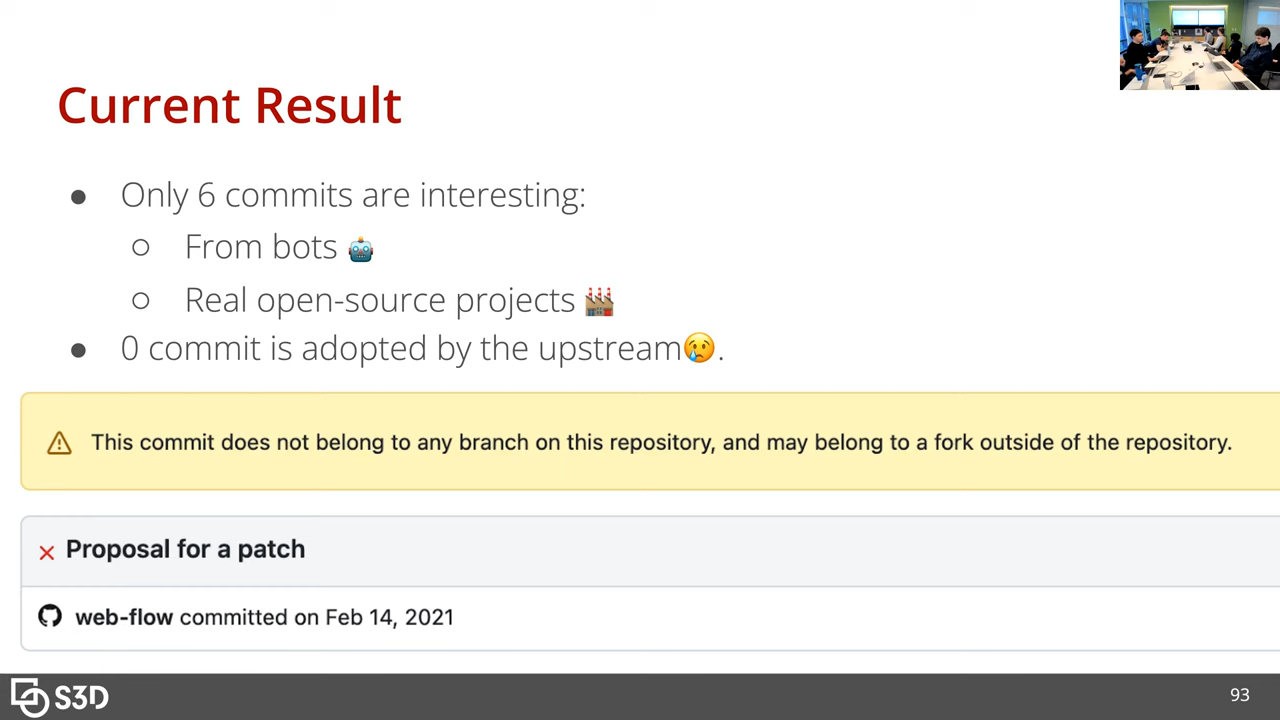 Current Result
● Only 6 commits are interesting:
○ From bots 🤖
○ Real open-source projects 🏭
● 0 commit is adopted by the upstream😢.
This commit does not belong to any branch on this repository, and may belong to a fork outside of the repository.
Proposal for a patch
web-flow committed on Feb 14, 2021
S3D
93